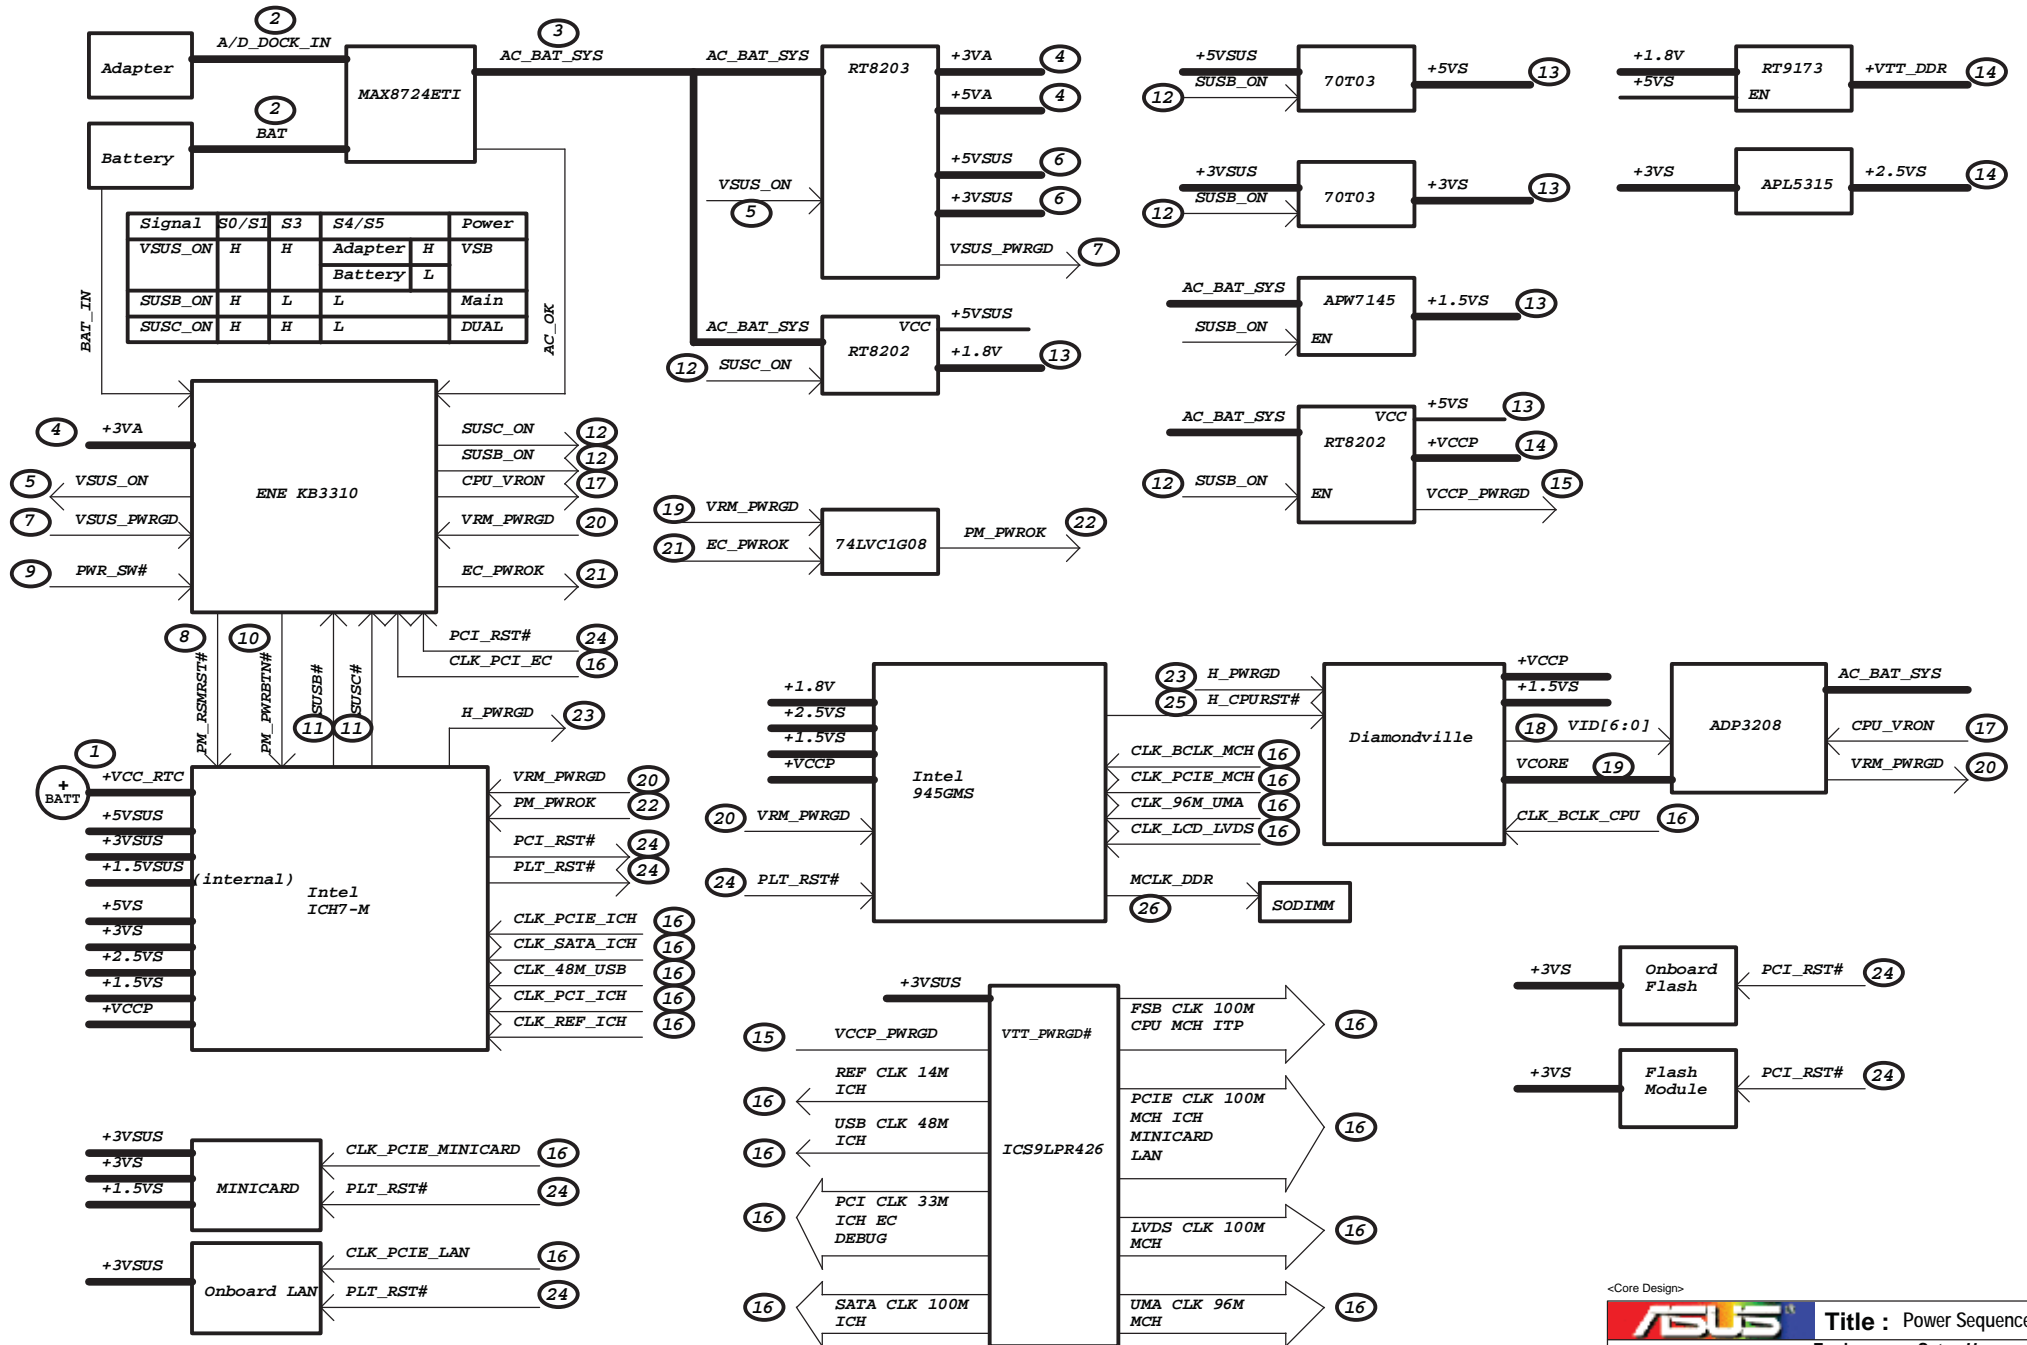 2
A/D_DOCK_IN
Adapter
2
BAT
Battery
MAX8724ETI
3
AC_BAT_SYS
AC_BAT_SYS
RT8203
+3VA
4
+5VA
4
+5VSUS
6
+3VSUS
6
VSUS_ON
5
VSUS_PWRGD
7
+5VSUS
SUSB_ON
12
70T03
+5VS
13
+1.8V
+5VS
RT9173
EN
+VTT_DDR
14
+3VSUS
SUSB_ON
12
70T03
+3VS
13
+3VS
APL5315
+2.5VS
14
Signal S0/S1 S3 S4/S5 Power
VSUS_ON H H Adapter H VSB
Battery L
SUSB_ON H L L Main
SUSC_ON H H L DUAL
BAT_IN
AC_OK
AC_BAT_SYS
SUSC_ON
12
VCC
RT8202
+5VSUS
+1.8V
13
AC_BAT_SYS
SUSB_ON
APW7145
EN
+1.5VS
13
AC_BAT_SYS
12
SUSB_ON
VCC
RT8202
EN
+5VS
13
+VCCP
14
VCCP_PWRGD
15
4
+3VA
5
VSUS_ON
7
VSUS_PWRGD
9
PWR_SW#
ENE KB3310
SUSC_ON
12
SUSB_ON
12
CPU_VRON
17
VRM_PWRGD
20
EC_PWROK
21
19
VRM_PWRGD
21
EC_PWROK
74LVC1G08
PM_PWROK
22
8
PM_RSMRST#
10
PM_PWRBTN#
SUSB#
11
SUSC#
11
PCI_RST#
24
CLK_PCI_EC
16
H_PWRGD
23
1
+VCC_RTC
+
BATT
+5VSUS
+3VSUS
+1.5VSUS
(internal)
+5VS
+3VS
+2.5VS
+1.5VS
+VCCP
Intel
ICH7-M
VRM_PWRGD
20
PM_PWROK
22
PCI_RST#
24
PLT_RST#
24
CLK_PCIE_ICH
16
CLK_SATA_ICH
16
CLK_48M_USB
16
CLK_PCI_ICH
16
CLK_REF_ICH
16
+1.8V
+2.5VS
+1.5VS
+VCCP
20
VRM_PWRGD
24
PLT_RST#
Intel
945GMS
23
H_PWRGD
25
H_CPURST#
CLK_BCLK_MCH
16
CLK_PCIE_MCH
16
CLK_96M_UMA
16
CLK_LCD_LVDS
16
MCLK_DDR
26
SODIMM
Diamondville
+VCCP
+1.5VS
18
VID[6:0]
VCORE
19
CLK_BCLK_CPU
16
ADP3208
AC_BAT_SYS
CPU_VRON
17
VRM_PWRGD
20
+3VS
Onboard
Flash
PCI_RST#
24
+3VS
Flash
Module
PCI_RST#
24
+3VSUS
15
VCCP_PWRGD
VTT_PWRGD#
REF CLK 14M
ICH
16
USB CLK 48M
ICH
16
PCI CLK 33M
ICH EC
DEBUG
16
SATA CLK 100M
ICH
16
ICS9LPR426
FSB CLK 100M
CPU MCH ITP
16
PCIE CLK 100M
MCH ICH
MINICARD
LAN
16
LVDS CLK 100M
MCH
16
UMA CLK 96M
MCH
16
+3VSUS
+3VS
+1.5VS
MINICARD
CLK_PCIE_MINICARD
16
PLT_RST#
24
+3VSUS
Onboard LAN
CLK_PCIE_LAN
16
PLT_RST#
24
<Core Design>
ASUS
Title : Power Sequence